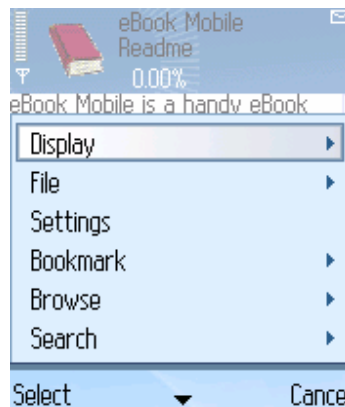 eBook Mobile
Readme
0.00%
eBook Mobile is a handy eBook
Display
File
Settings
Bookmark
Browse
Search
Select Cance